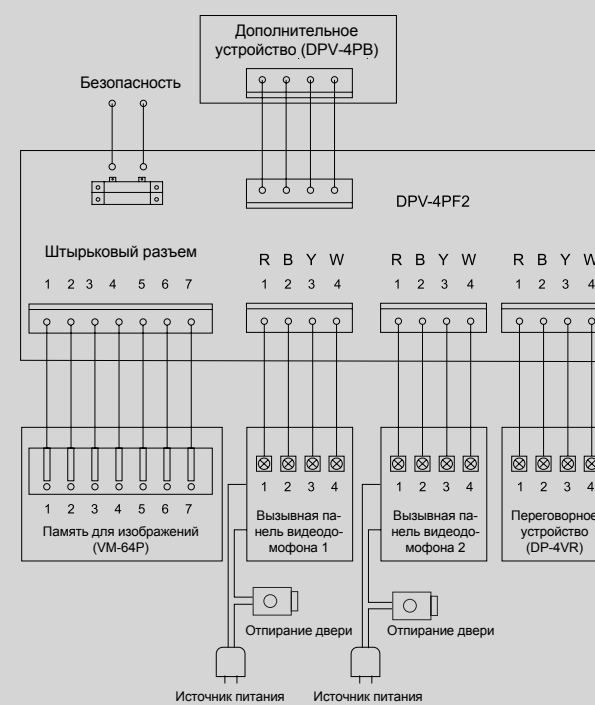 Дополнительное
устройство (DPV-4PB)
Безопасность
DPV-4PF2
Штырьковый разъем
R B Y W
R B Y W
R B Y W
1 2 3 4 5 6 7
1 2 3 4
1 2 3 4
1 2 3 4
1 2 3 4
1 2 3 4
1 2 3 4
1 2 3 4 5 6 7
Память для изображений
(VM-64P)
Вызывная па-
нель видеодо-
мофона 1
Вызывная па-
нель видеодо-
мофона 2
Переговорное
устройство
(DP-4VR)
Отпирание двери
Отпирание двери
Источник питания
Источник питания